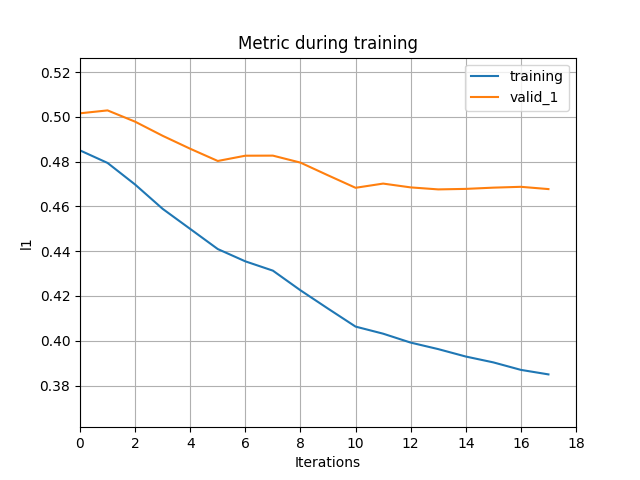 Metric during training
0.52
0.50
0.48
0.46
0.44
0.42
0.40
0.38
l1
training
valid_1
0 2 4 6 8 10 12 14 16 18
Iterations